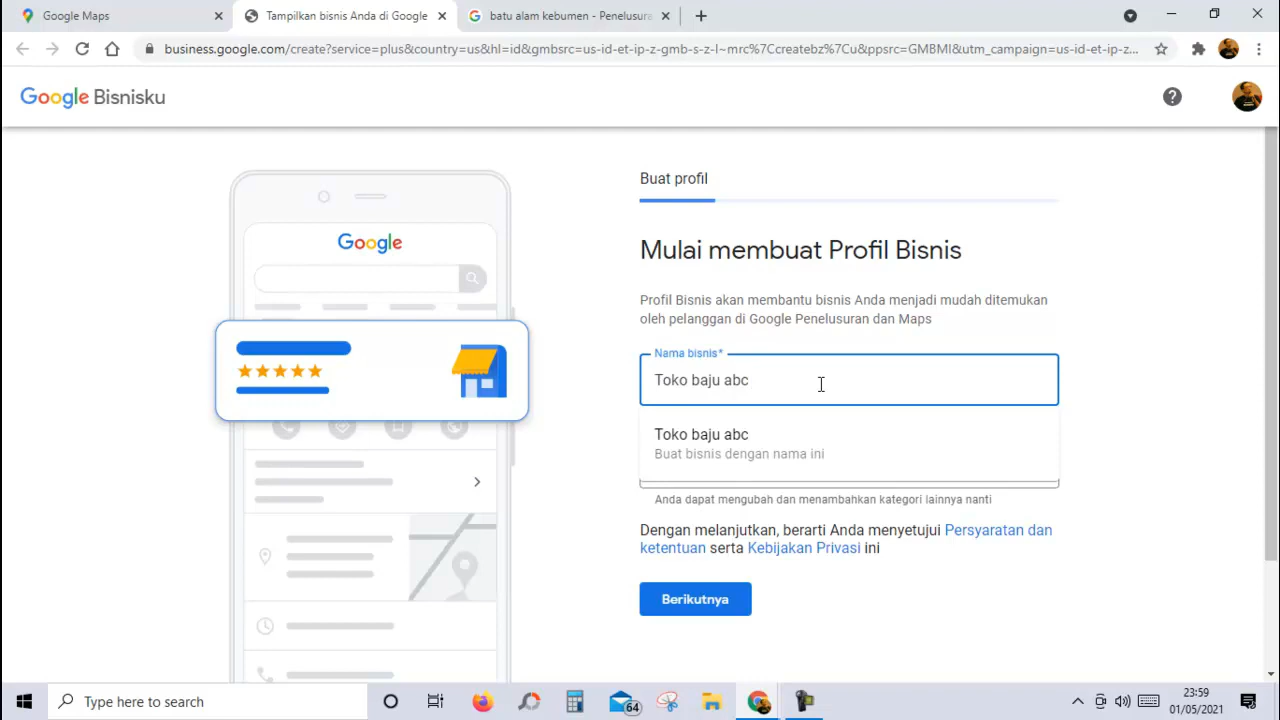 Google Maps
Tampilkan bisnis Anda di Google
batu alam kebumen - Penelusura
business.google.com/create?service=plus&country=us&hl=id&gmbsrc=us-id-et-ip-z-gmb-s-z-l~mrc%7Ccreatebz%7Cu&ppsrc=GMBMI&utm_campaign=us-id-et-ip-z...
Google Bisnisku
Buat profil
Google
Mulai membuat Profil Bisnis
Profil Bisnis akan membantu bisnis Anda menjadi mudah ditemukan
oleh pelanggan di Google Penelusuran dan Maps
Nama bisnis*
Toko baju abc
Toko baju abc
Buat bisnis dengan nama ini
Anda dapat mengubah dan menambahkan kategori lainnya nanti
Dengan melanjutkan, berarti Anda menyetujui Persyaratan dan
ketentuan serta Kebijakan Privasi ini
Berikutnya
Type here to search
64
23:59
01/05/2021